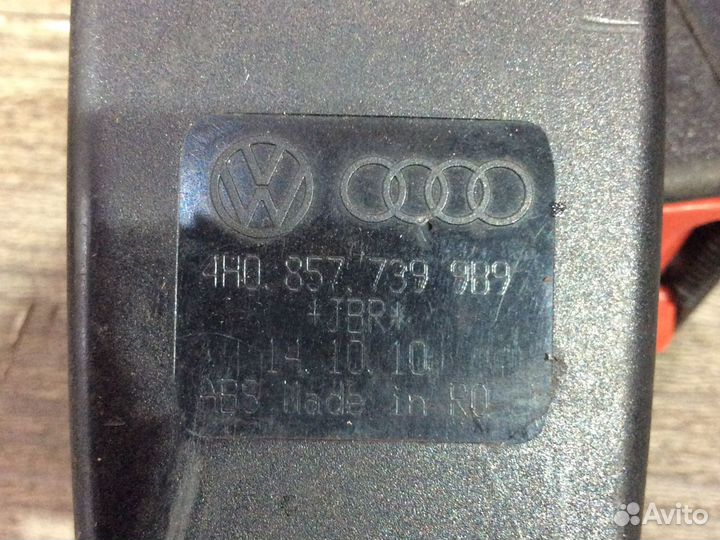 4H0.857.739 9B9
*JBR*
14.10.10
ABS Made in RO
Avito